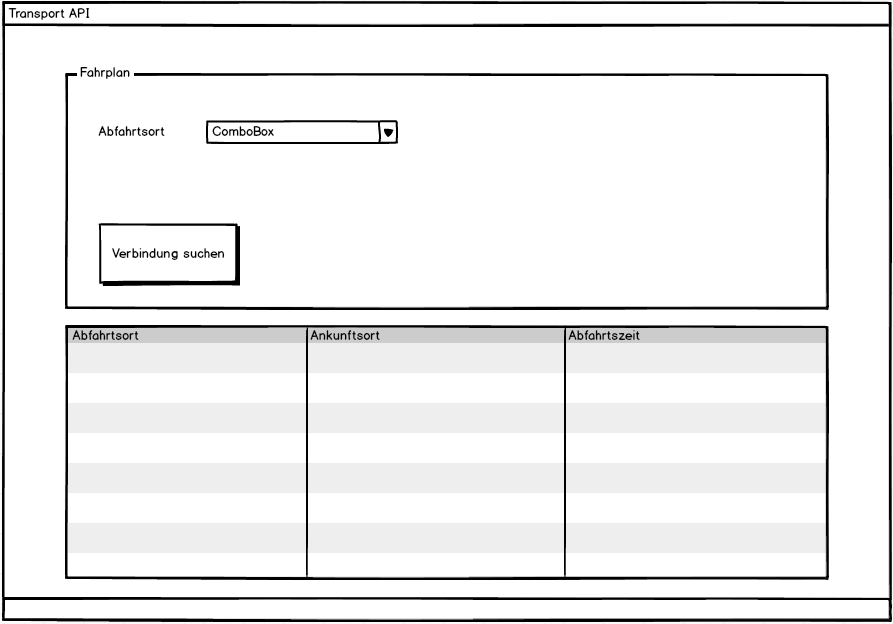 Transport API
Fahrplan
Abfahrtsort
ComboBox
Verbindung suchen
Abfahrtsort Ankunftsort Abfahrtszeit